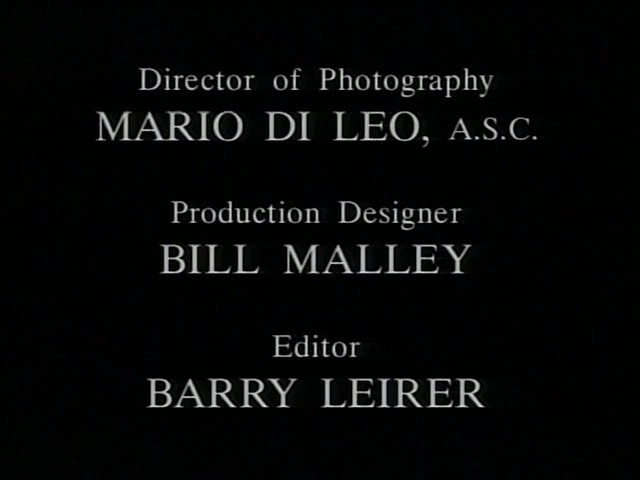 Director of Photography
MARIO DI LEO, A.S.C.
Production Designer
BILL MALLEY
Editor
BARRY LEIRER